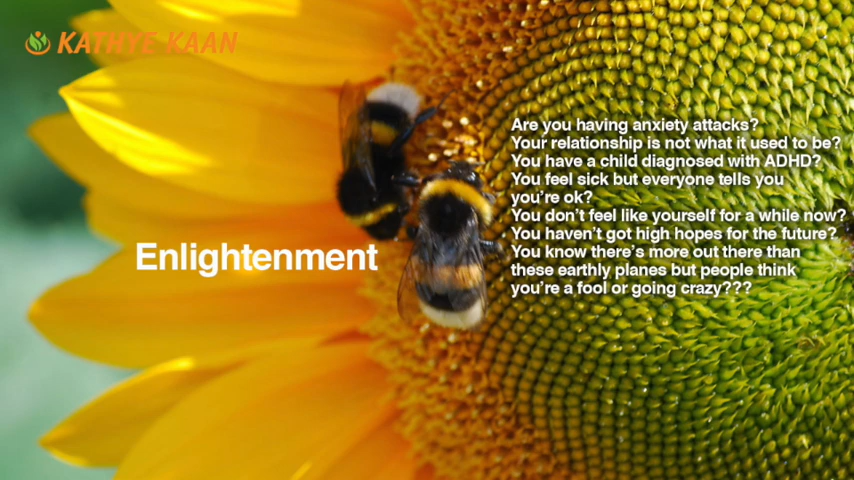 KATHYE KAAN
Enlightenment
Are you having anxiety attacks?
Your relationship is not what it used to be?
You have a child diagnosed with ADHD?
You feel sick but everyone tells you
you're ok?
You don't feel like yourself for a while now?
You haven't got high hopes for the future?
You know there's more out there than
these earthly planes but people think
you're a fool or going crazy???